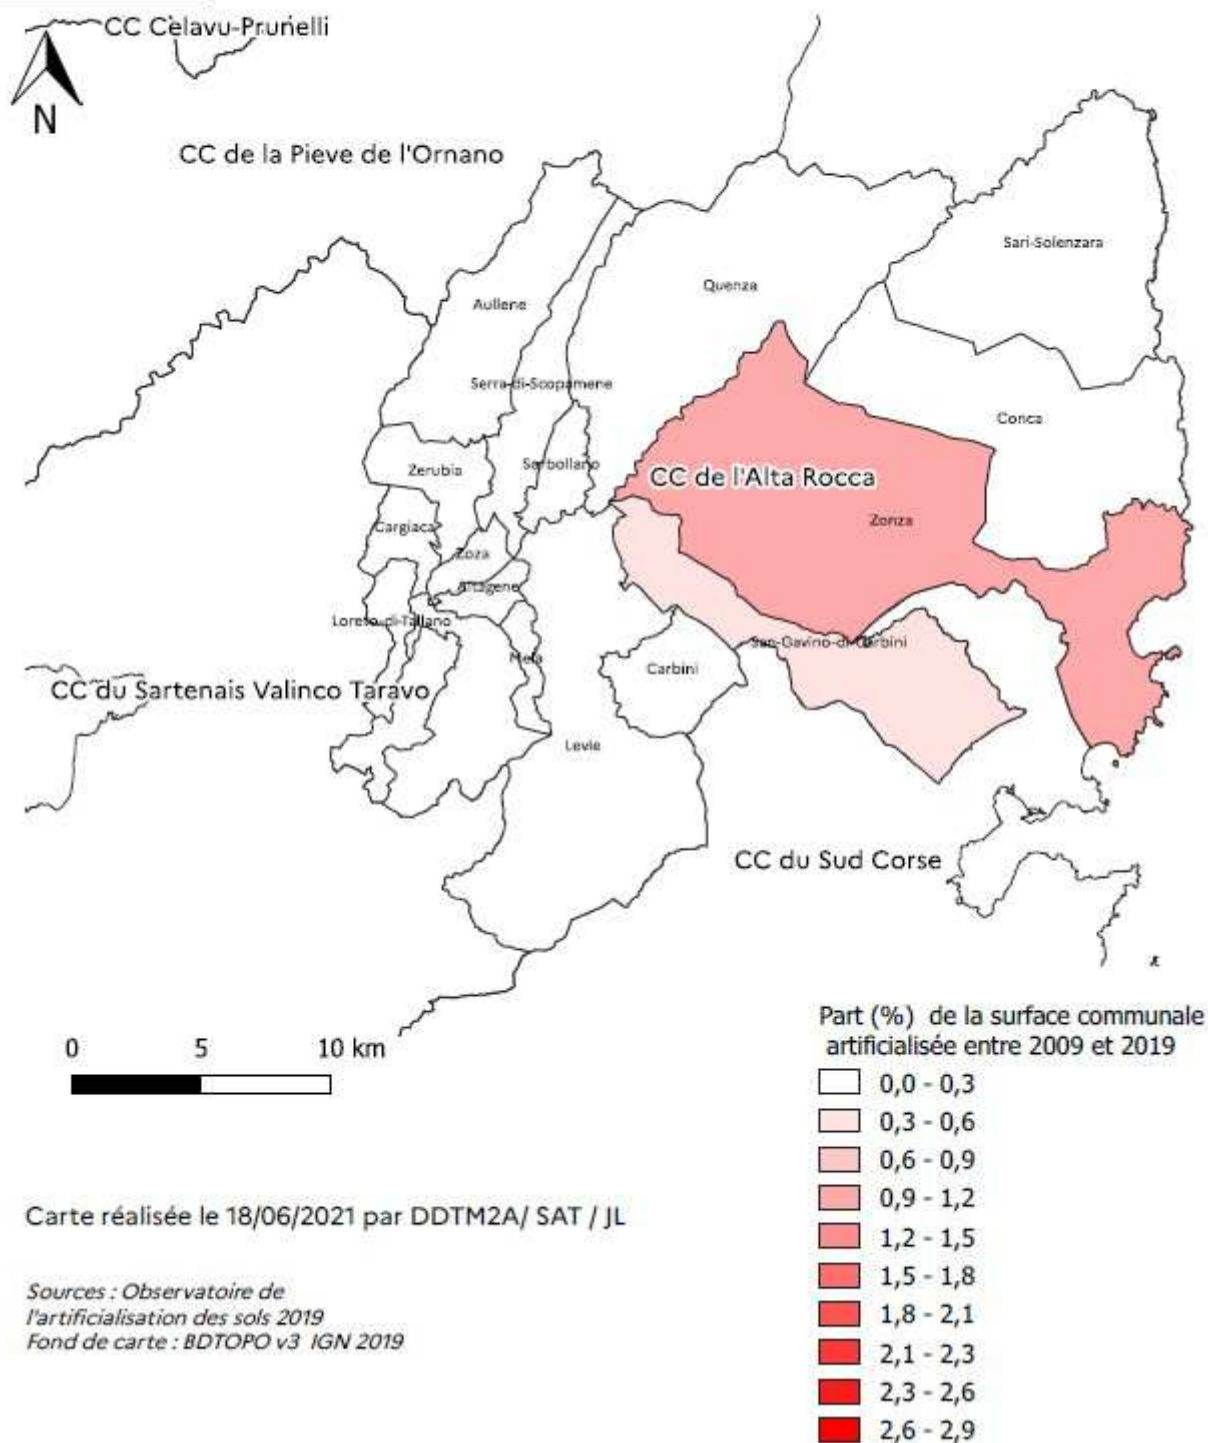 CC Celavu-Prunelli
N
CC de la Pieve de l'Ornano
Sari-Solenzara
Quenza
Aullene
Serra-di-Scopamene
Conca
Sorbollano
Zerubia
CC de l'Alta Rocca
Zonza
Cargiaca
Zoza
Altagene
Loreto-di-Tallano
San-Gavino-di-Carbini
Mela
Carbini
CC du Sartenais Valinco Taravo
Levie
CC du Sud Corse
0 5 10 km
Part (%) de la surface communale
artificialisée entre 2009 et 2019
0,0 - 0,3
0,3 - 0,6
0,6 - 0,9
0,9 - 1,2
1,2 - 1,5
1,5 - 1,8
1,8 - 2,1
2,1 - 2,3
2,3 - 2,6
2,6 - 2,9
Carte réalisée le 18/06/2021 par DDTM2A/ SAT / JL
Sources : Observatoire de
l'artificialisation des sols 2019
Fond de carte : BDTOPO v3 IGN 2019